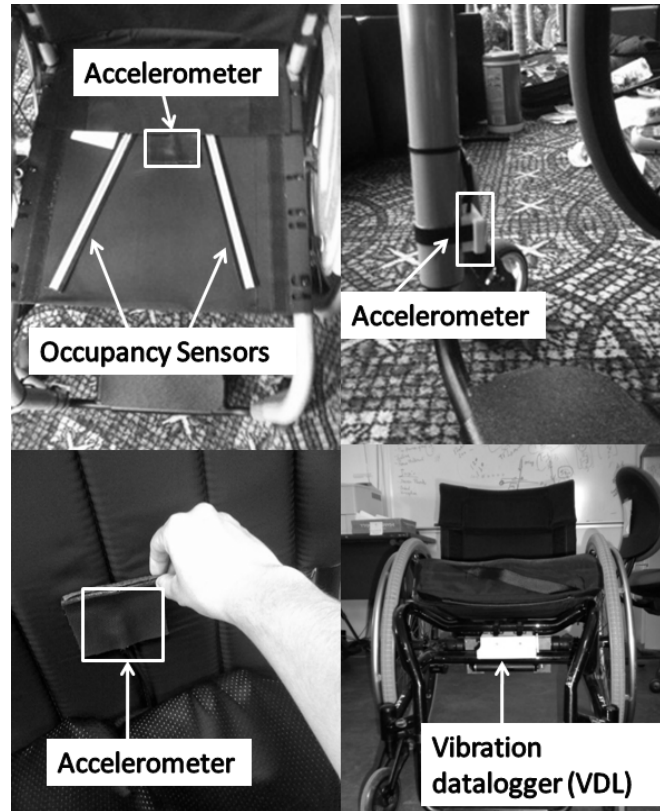 Accelerometer
Occupancy Sensors
Accelerometer
Accelerometer
Vibration
datalogger (VDL)